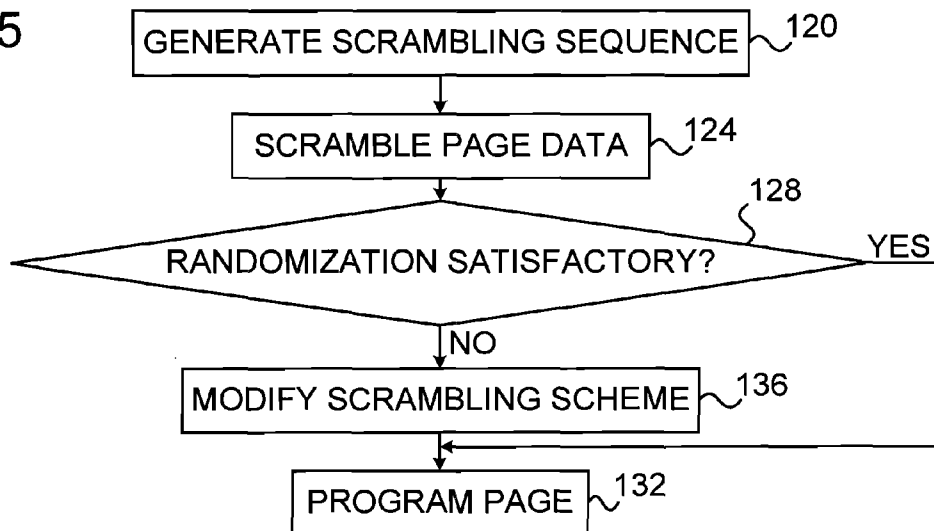 5
GENERATE SCRAMBLING SEQUENCE
120
SCRAMBLE PAGE DATA
124
128
RANDOMIZATION SATISFACTORY?
YES
NO
MODIFY SCRAMBLING SCHEME
136
PROGRAM PAGE
132